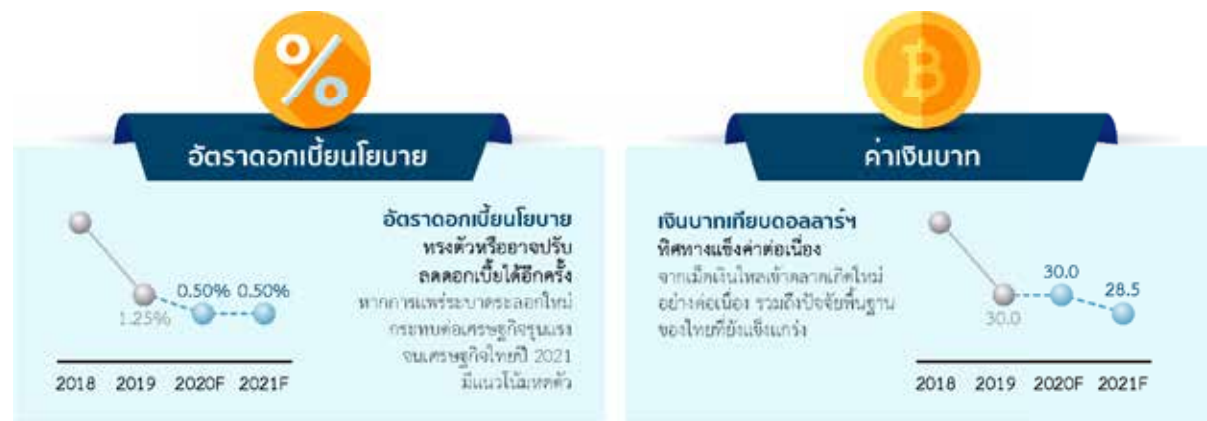 อัตราดอกเบี้ยนโยบาย
อัตราดอกเบี้ยนโยบาย
ทรงตัวหรืออาจปรับ
ลดดอกเบี้ยได้อีกครั้ง
หากการแพร่ระบาดระลอกใหม่
กระทบต่อเศรษฐกิจรุนแรง
จนเศรษฐกิจไทยปี 2021
มีแนวโน้มหดตัว
1.25%
0.50% 0.50%
2018 2019 2020F 2021F
ค่าเงินบาท
เงินบาทเทียบดอลลาร์ฯ
ทิศทางแข็งค่าต่อเนื่อง
จากเม็ดเงินไหลเข้าตลาดเกิดใหม่
อย่างต่อเนื่อง รวมถึงปัจจัยพื้นฐาน
ของไทยที่ยังแข็งแกร่ง
30.0
30.0
28.5
2018 2019 2020F 2021F